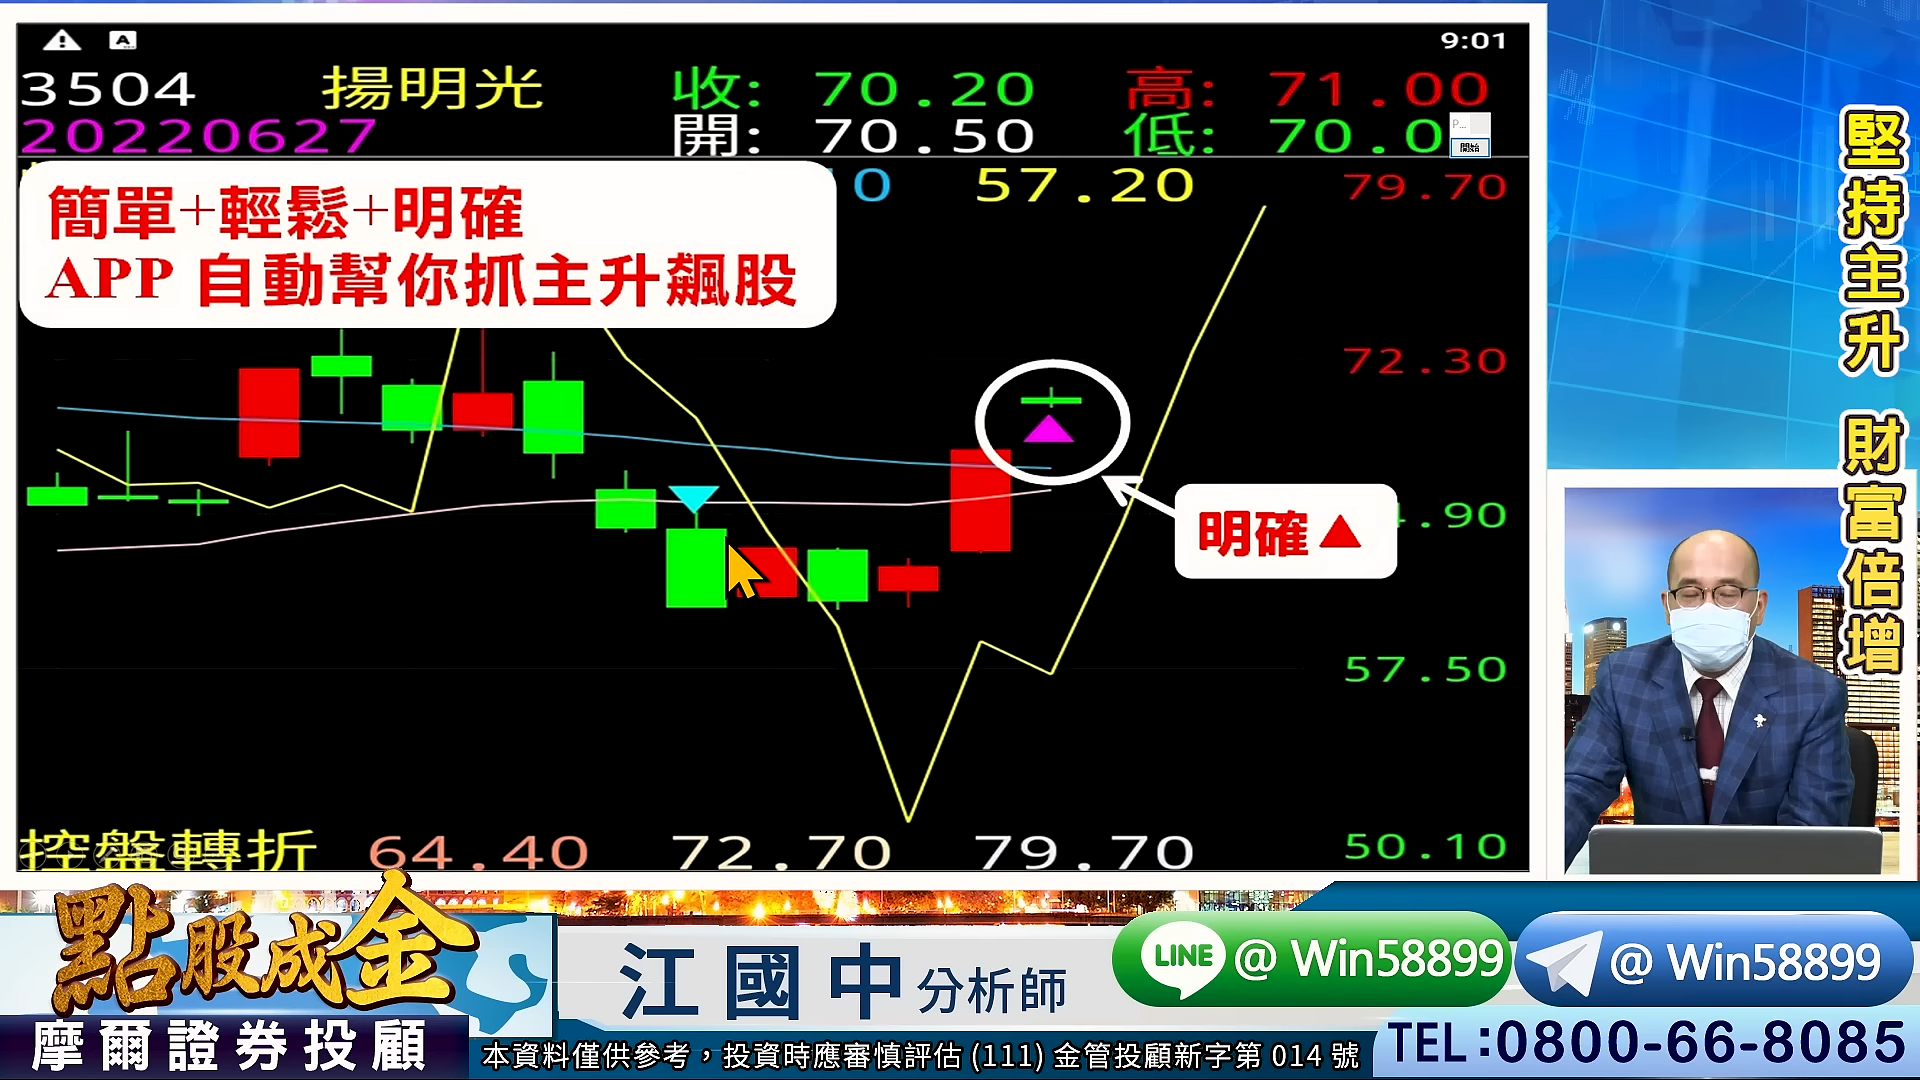 A
9:01
3504 揚明光 收: 70.20 高: 71.00
20220627 開: 70.50 低: 70.0
P...
開始
0 57.20 79.70
簡單+輕鬆+明確
APP 自動幫你抓主升飆股
72.30
明確▲
.90
57.50
控盤轉折 64.40 72.70 79.70 50.10
堅持主升 財富倍增
點股成金
摩爾證券投顧
江國中 分析師
LINE @ Win58899
@ Win58899
TEL:0800-66-8085
本資料僅供參考，投資時應審慎評估 (111) 金管投顧新字第 014 號